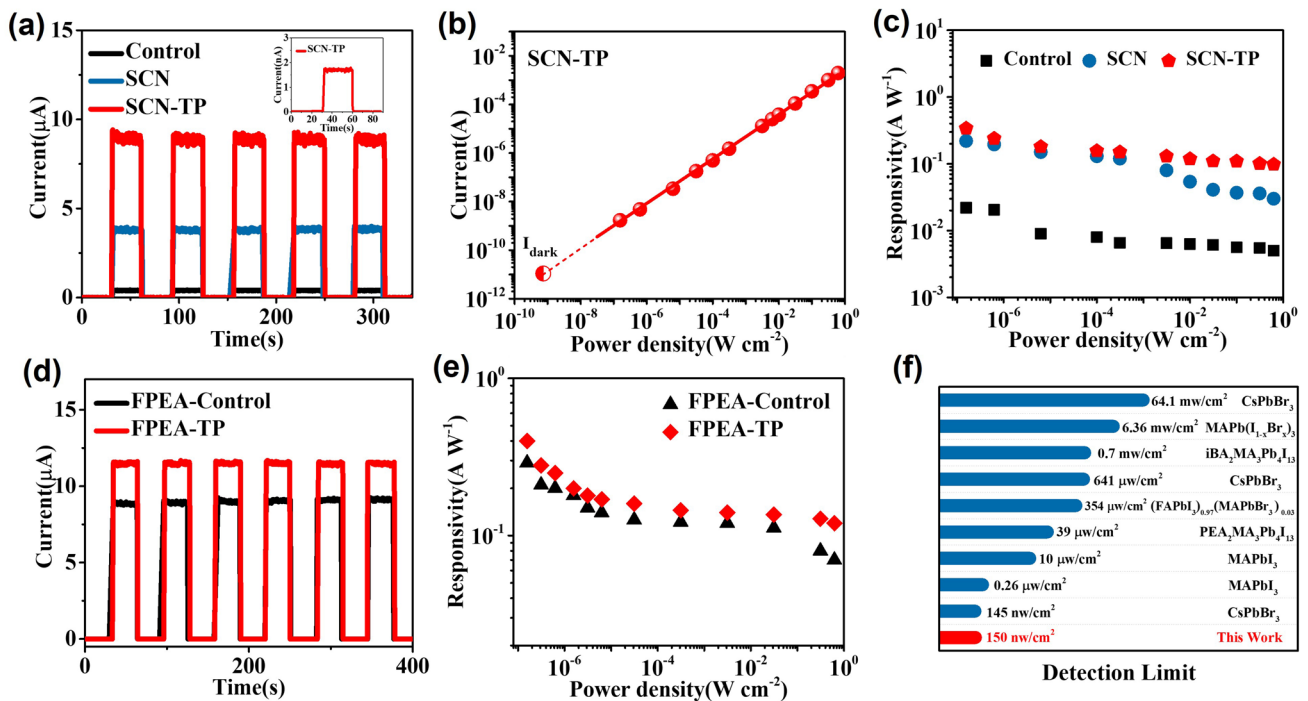 (a)
15
10
5
0
Current(μA)
Control
SCN
SCN-TP
3
2
1
0
Current(nA)
SCN-TP
0 30 60
Time(s)
0 100 200 300
Time(s)
(b)
10⁻²
10⁻⁴
10⁻⁶
10⁻⁸
10⁻¹⁰
10⁻¹²
Current(A)
SCN-TP
I_dark
10⁻¹⁰ 10⁻⁸ 10⁻⁶ 10⁻⁴ 10⁻² 10⁰
Power density(W cm⁻²)
(c)
10¹
10⁰
10⁻¹
10⁻²
10⁻³
Responsivity(A W⁻¹)
Control SCN SCN-TP
10⁻⁶ 10⁻⁴ 10⁻² 10⁰
Power density(W cm⁻²)
(d)
15
10
5
0
Current(μA)
FPEA-Control
FPEA-TP
0 100 200 300 400
Time(s)
(e)
10⁰
10⁻¹
Responsivity(A W⁻¹)
FPEA-Control
FPEA-TP
10⁻⁶ 10⁻⁴ 10⁻² 10⁰
Power density(W cm⁻²)
(f)
64.1 mw/cm² CsPbBr₃
6.36 mw/cm² MAPb(I₁₋ₓBrₓ)₃
0.7 mw/cm² iBA₂MA₃Pb₄I₁₃
641 μw/cm² CsPbBr₃
354 μw/cm² (FAPbI₃)₀.₉₇(MAPbBr₃)₀.₀₃
39 μw/cm² PEA₂MA₃Pb₄I₁₃
10 μw/cm² MAPbI₃
0.26 μw/cm² MAPbI₃
145 nw/cm² CsPbBr₃
150 nw/cm² This Work
Detection Limit